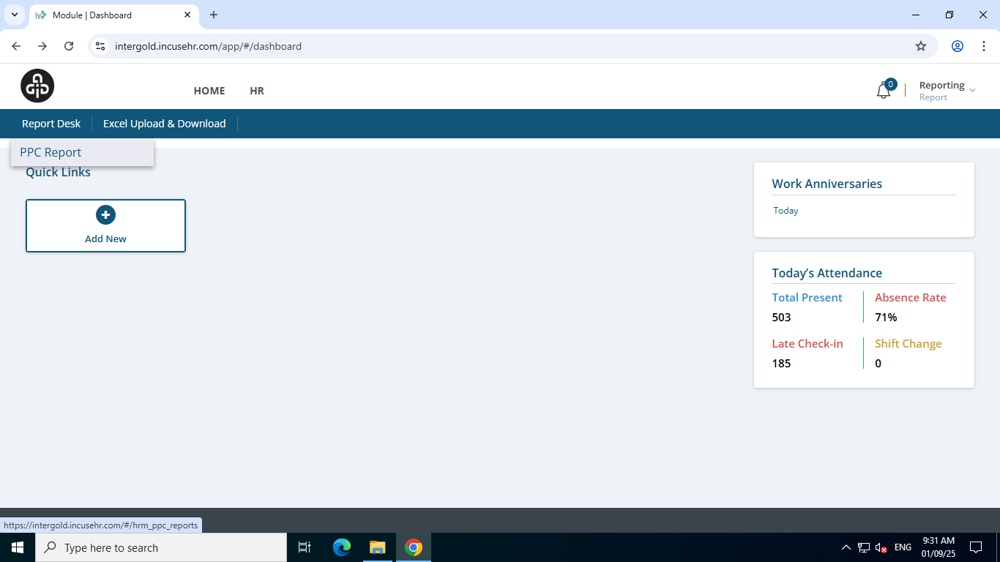 Module | Dashboard
intergold.incusehr.com/app/#/dashboard
HOME HR
0
Reporting
Report
Report Desk Excel Upload & Download
PPC Report
Quick Links
Add New
Work Anniversaries
Today
Today's Attendance
Total Present Absence Rate
503 71%
Late Check-in Shift Change
185 0
https://intergold.incusehr.com/#/hrm_ppc_reports
Type here to search
ENG
9:31 AM
01/09/25